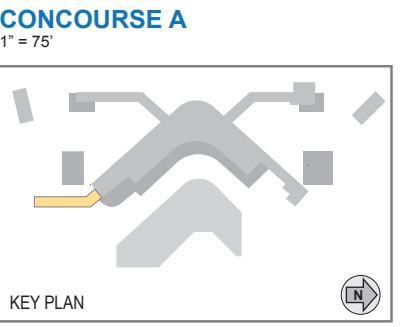 CONCOURSE A
1” = 75’
KEY PLAN
N